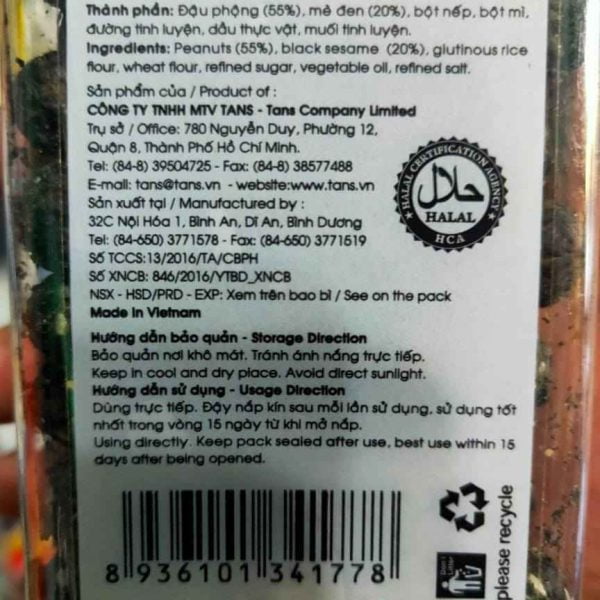 Thành phần: Đậu phộng (55%), mè đen (20%), bột nếp, bột mì,
đường tinh luyện, dầu thực vật, muối tinh luyện.
Ingredients: Peanuts (55%), black sesame (20%), glutinous rice
flour, wheat flour, refined sugar, vegetable oil, refined salt.
Sản phẩm của / Product of :
CÔNG TY TNHH MTV TANS - Tans Company Limited
Trụ sở / Office: 780 Nguyễn Duy, Phường 12,
Quận 8, Thành Phố Hồ Chí Minh.
Tel: (84-8) 39504725 - Fax: (84-8) 38577488
E-mail: tans@tans.vn - website:www.tans.vn
Sản xuất tại / Manufactured by :
32C Nội Hóa 1, Bình An, Dĩ An, Bình Dương
Tel: (84-650) 3771578 - Fax: (84-650) 3771519
Số TCCS:13/2016/TA/CBPH
Số XNCB: 846/2016/YTBD_XNCB
NSX - HSD/PRD - EXP: Xem trên bao bì / See on the pack
Made in Vietnam
HALAL CERTIFICATION AGENCY
حلال
HALAL
HCA
Hướng dẫn bảo quản - Storage Direction
Bảo quản nơi khô mát. Tránh ánh nắng trực tiếp.
Keep in cool and dry place. Avoid direct sunlight.
Hướng dẫn sử dụng - Usage Direction
Dùng trực tiếp. Đậy nắp kín sau mỗi lần sử dụng, sử dụng tốt
nhất trong vòng 15 ngày từ khi mở nắp.
Using directly. Keep pack sealed after use, best use within 15
days after being opened.
8 936101 341778
please recycle
Don't
Litter